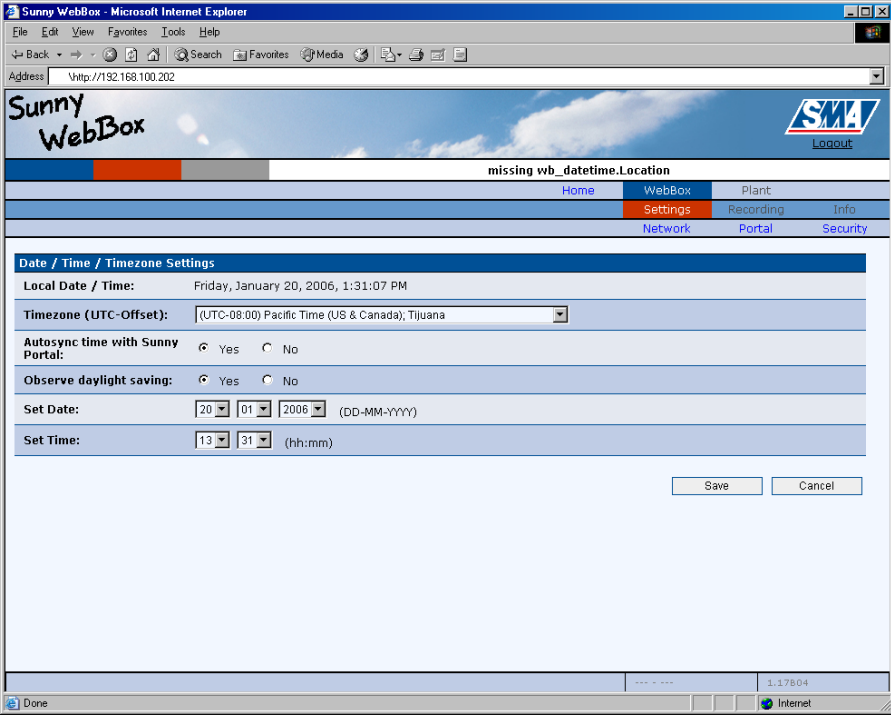 Sunny WebBox - Microsoft Internet Explorer
File Edit View Favorites Tools Help
Back Search Favorites Media
Address \http://192.168.100.202
Sunny
WebBox
SMA
Logout
missing wb_datetime.Location
Home WebBox Plant
Settings Recording Info
Network Portal Security
Date / Time / Timezone Settings
Local Date / Time: Friday, January 20, 2006, 1:31:07 PM
Timezone (UTC-Offset): (UTC-08:00) Pacific Time (US & Canada); Tijuana
Autosync time with Sunny
Portal: Yes No
Observe daylight saving: Yes No
Set Date: 20 01 2006 (DD-MM-YYYY)
Set Time: 13 31 (hh:mm)
Save Cancel
--- - --- 1.17B04
Done Internet